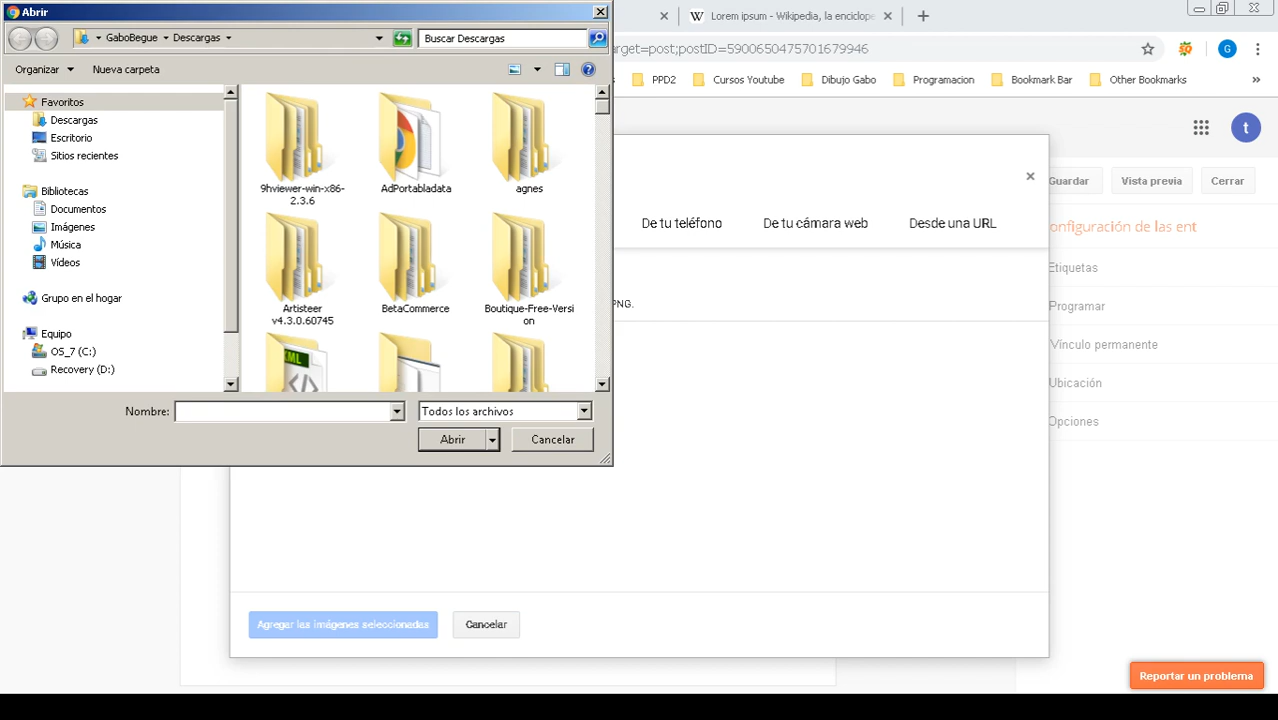 Abrir
GaboBegue
Descargas
Buscar Descargas
Organizar
Nueva carpeta
Favoritos
Descargas
Escritorio
Sitios recientes
Bibliotecas
Documentos
Imágenes
Música
Vídeos
Grupo en el hogar
Equipo
OS_7 (C:)
Recovery (D:)
9hviewer-win-x86-
2.3.6
AdPortabladata
agnes
Artisteer
v4.3.0.60745
BetaCommerce
Boutique-Free-Versi
on
XML
Nombre:
Todos los archivos
Abrir
Cancelar
W Lorem ipsum - Wikipedia, la enciclope
arget=post;postID=5900650475701679946
G
PPD2
Cursos Youtube
Dibujo Gabo
Programacion
Bookmark Bar
Other Bookmarks
t
Guardar
Vista previa
Cerrar
De tu teléfono
De tu cámara web
Desde una URL
PNG.
onfiguración de las ent
Etiquetas
Programar
Vínculo permanente
Ubicación
Opciones
Agregar las imágenes seleccionadas
Cancelar
Reportar un problema